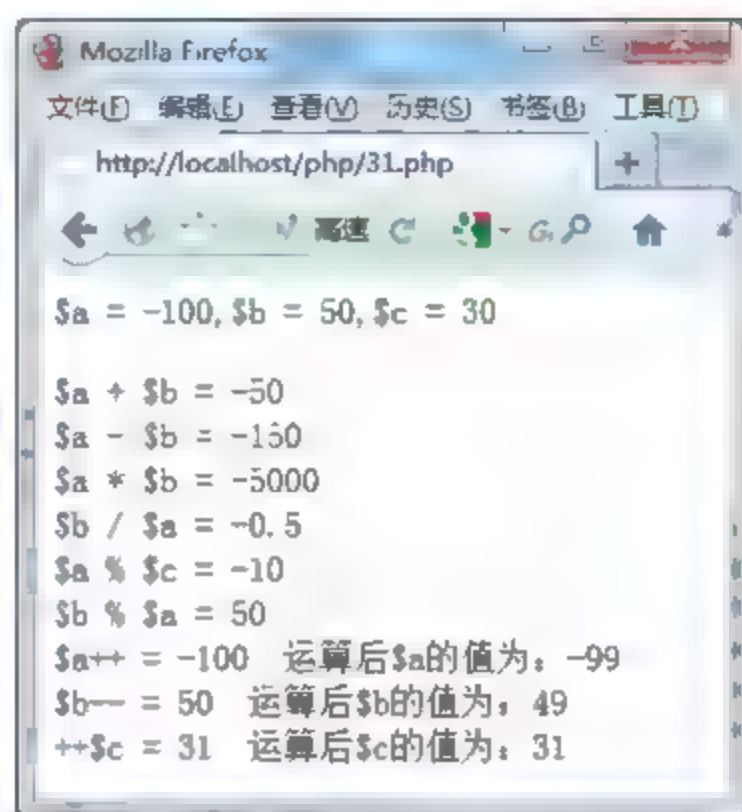 Mozilla Firefox
文件(F) 编辑(E) 查看(V) 历史(S) 书签(B) 工具(T)
http://localhost/php/31.php +
高速
$a = -100, $b = 50, $c = 30
$a + $b = -50
$a - $b = -150
$a * $b = -5000
$b / $a = -0.5
$a % $c = -10
$b % $a = 50
$a++ = -100 运算后$a的值为：-99
$b-- = 50 运算后$b的值为：49
++$c = 31 运算后$c的值为：31